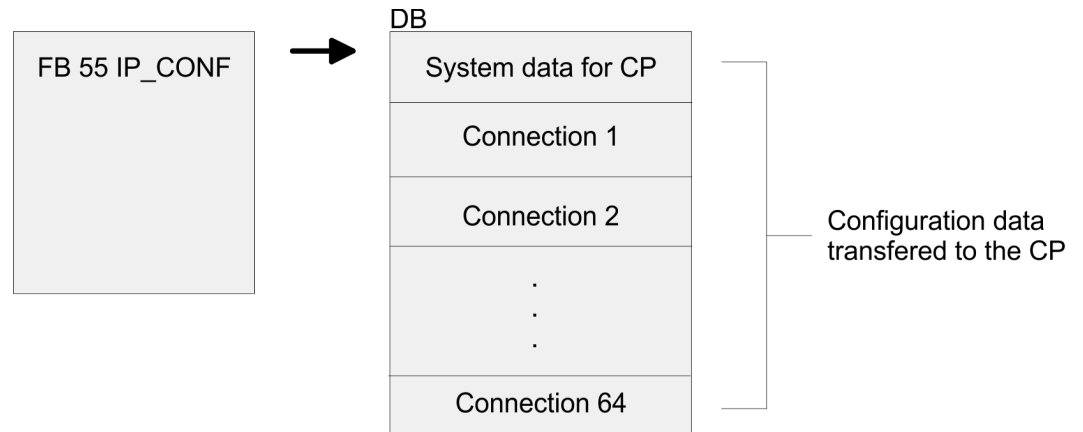 DB
FB 55 IP_CONF
System data for CP
Connection 1
Connection 2
.
.
.
Connection 64
Configuration data
transfered to the CP